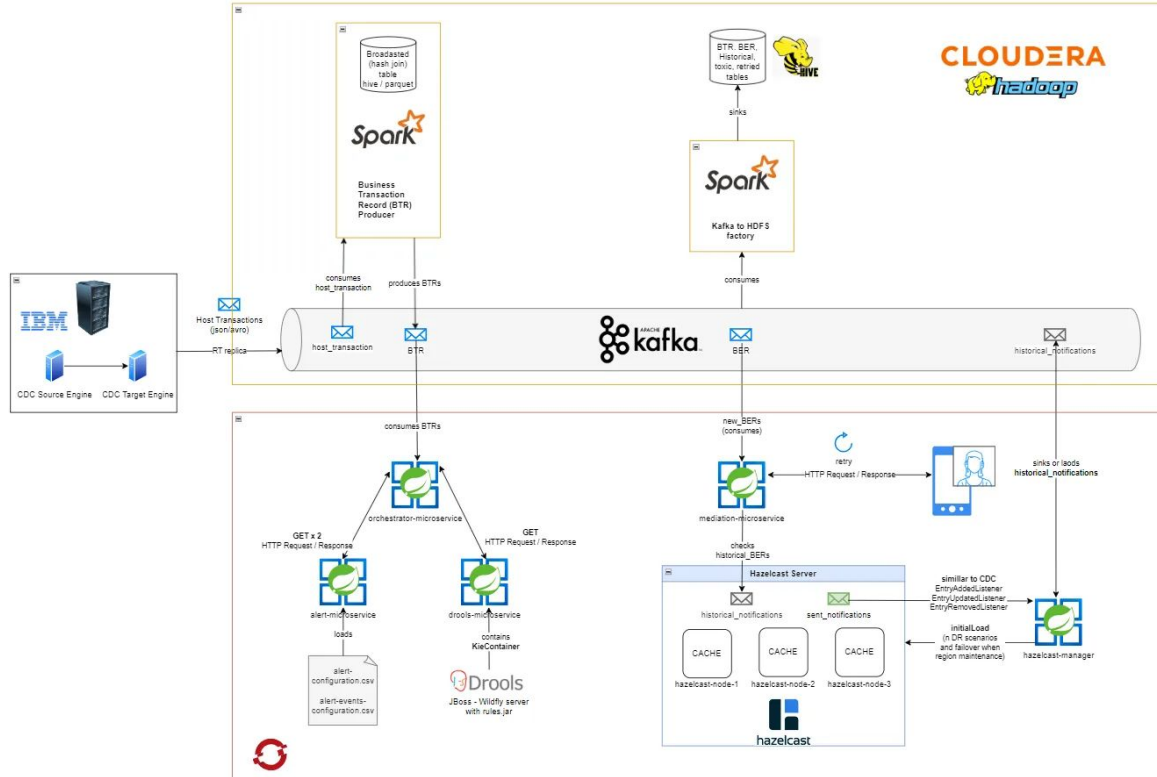 Broadasted
(hash join)
table
hive / parquet
Spark
Business
Transaction
Record (BTR)
Producer
BTR. BER,
Historical,
toxic, retried
tables
HIVE
CLOUDERA
hadoop
sinks
Spark
Kafka to HDFS
factory
consumes
host_transaction
produces BTRs
consumes
IBM
CDC Source Engine
CDC Target Engine
Host Transactions
(json/avro)
RT replica
host_transaction
BTR
APACHE
kafka
BER
historical_notifications
consumes BTRs
orchestrator-microservice
GET x 2
HTTP Request / Response
GET
HTTP Request / Response
alert-microservice
drools-microservice
loads
contains
KieContainer
alert-
configuration.csv
alert-events-
configuration.csv
Drools
JBoss - Wildfly server
with rules.jar
new_BERs
(consumes)
mediation-microservice
retry
HTTP Request / Response
checks
historical_BERs
sinks or laods
historical_notifications
Hazelcast Server
historical_notifications
sent_notifications
CACHE
CACHE
CACHE
hazelcast-node-1
hazelcast-node-2
hazelcast-node-3
hazelcast
simillar to CDC
EntryAddedListener
EntryUpdatedListener
EntryRemovedListener
initialLoad
(n DR scenarios
and failover when
region maintenance)
hazelcast-manager